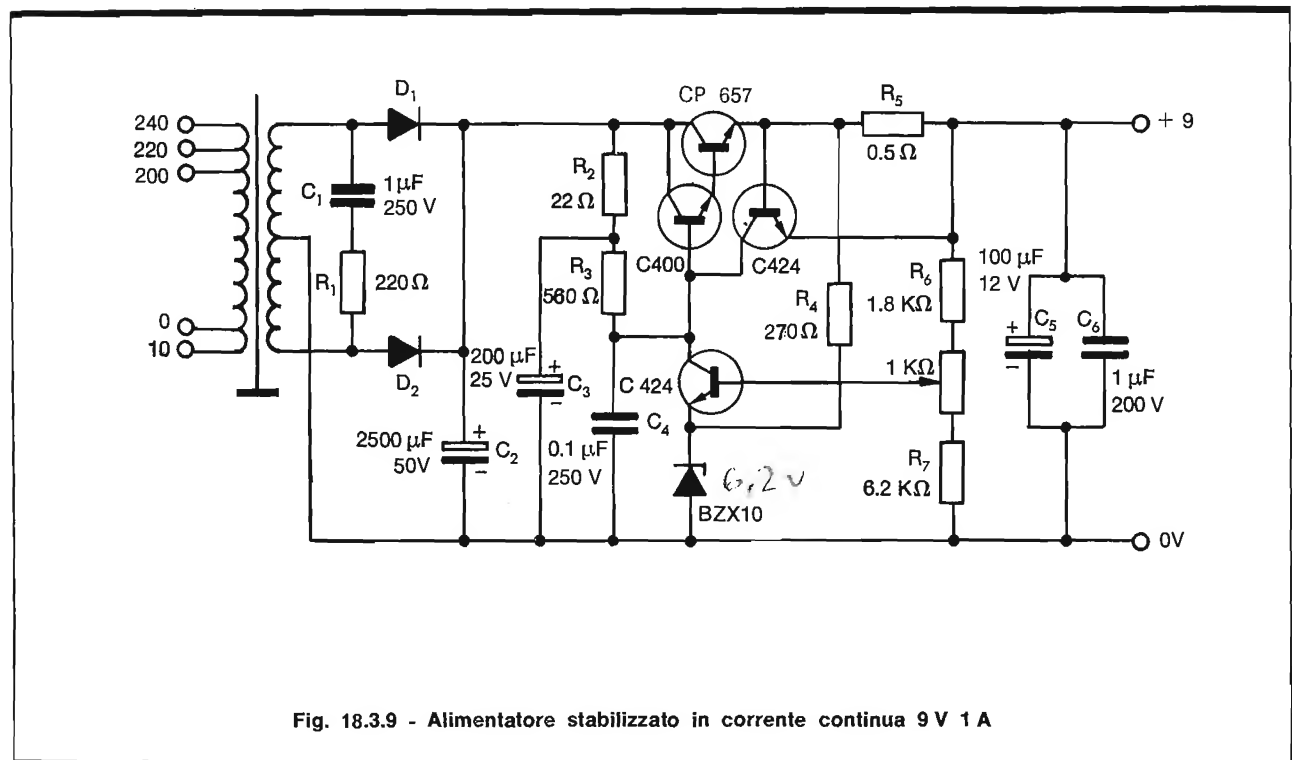 240
220
200
0
10
D₁
C₁
1 µF
250 V
R₁
220 Ω
D₂
2500 µF
50V
+
C₂
−
R₂
22 Ω
R₃
560 Ω
200 µF
25 V
+
C₃
−
C₄
0.1 µF
250 V
CP 657
C400
C424
C 424
R₄
270 Ω
6,2 v
BZX10
R₅
0.5 Ω
R₆
1.8 KΩ
1 KΩ
R₇
6.2 KΩ
100 µF
12 V
+
C₅
−
C₆
1 µF
200 V
+ 9
0V
Fig. 18.3.9 - Alimentatore stabilizzato in corrente continua 9 V 1 A